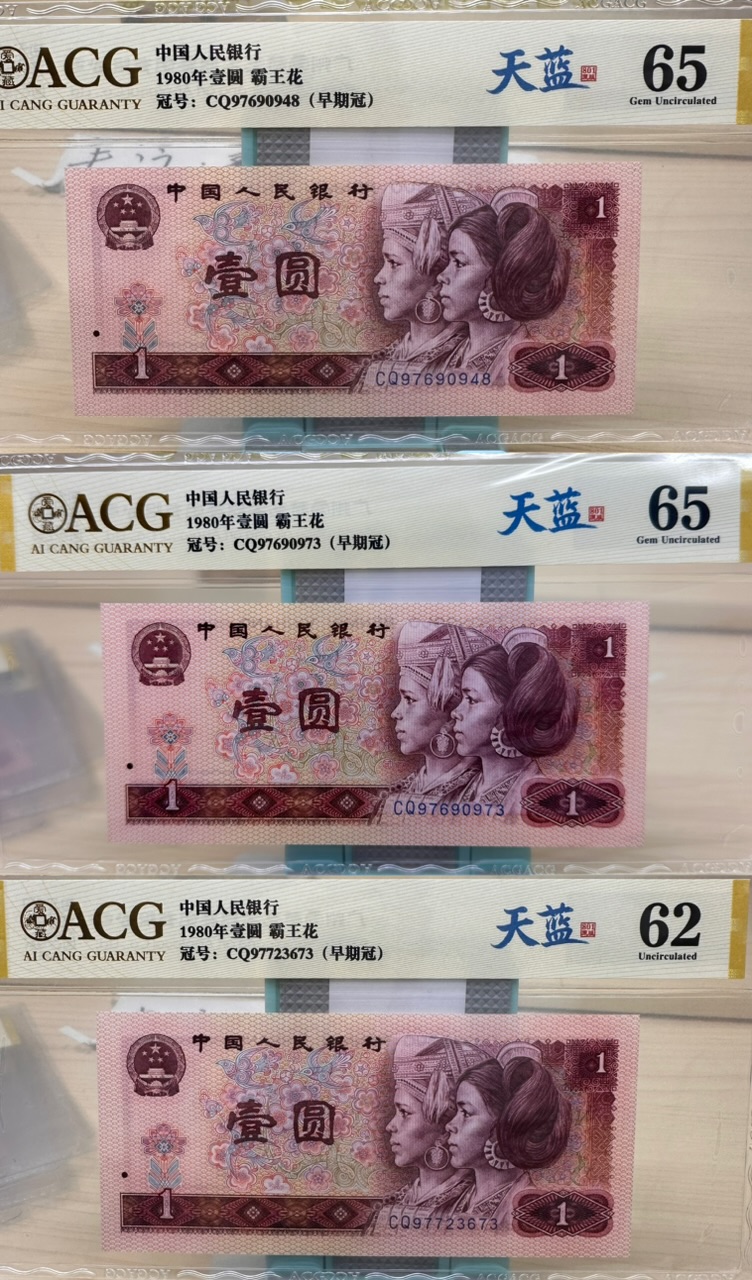 ACG
AI CANG GUARANTY
中国人民银行
1980年壹圆 霸王花
冠号：CQ97690948（早期冠）
天蓝
65
Gem Uncirculated
中国人民银行
1
壹圆
1
CQ97690948
1
ACG
AI CANG GUARANTY
中国人民银行
1980年壹圆 霸王花
冠号：CQ97690973（早期冠）
天蓝
65
Gem Uncirculated
中国人民银行
1
壹圆
1
CQ97690973
1
ACG
AI CANG GUARANTY
中国人民银行
1980年壹圆 霸王花
冠号：CQ97723673（早期冠）
天蓝
62
Uncirculated
中国人民银行
1
壹圆
1
CQ97723673
1